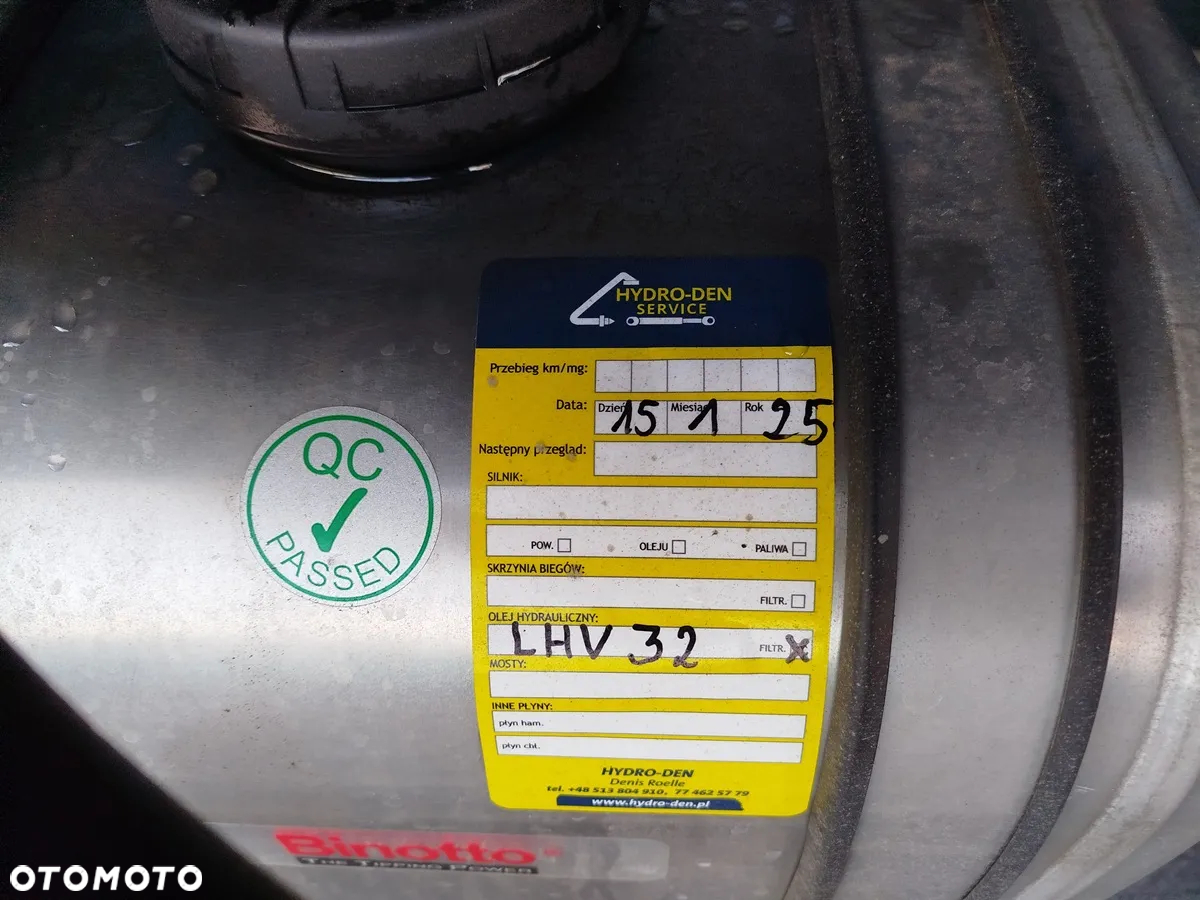 HYDRO-DEN
SERVICE
Przebieg km/mg:
Data: Dzień 15 Miesiąc 1 Rok 25
Następny przegląd:
SILNIK:
POW. OLEJU PALIWA
SKRZYNIA BIEGÓW:
FILTR.
OLEJ HYDRAULICZNY:
LHV 32 FILTR. X
MOSTY:
INNE PŁYNY:
płyn ham.
płyn chł.
HYDRO-DEN
Denis Roelle
tel. +48 513 804 910, 77 462 57 79
www.hydro-den.pl
QC
PASSED
Binotto
THE TIPPING POWER
OTOMOTO